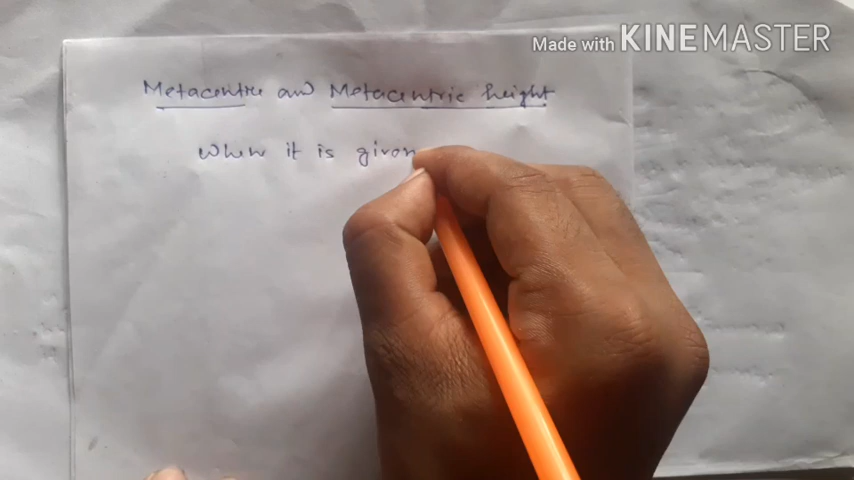 Made with KINEMASTER
Metacentre and Metacentric height
When it is given